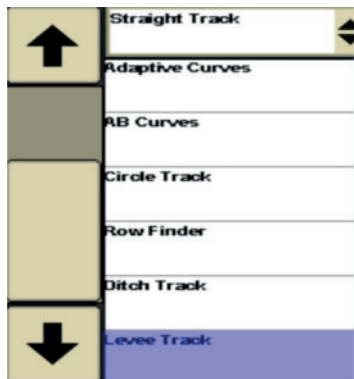 Straight Track
Adaptive Curves
AB Curves
Circle Track
Row Finder
Ditch Track
Levee Track